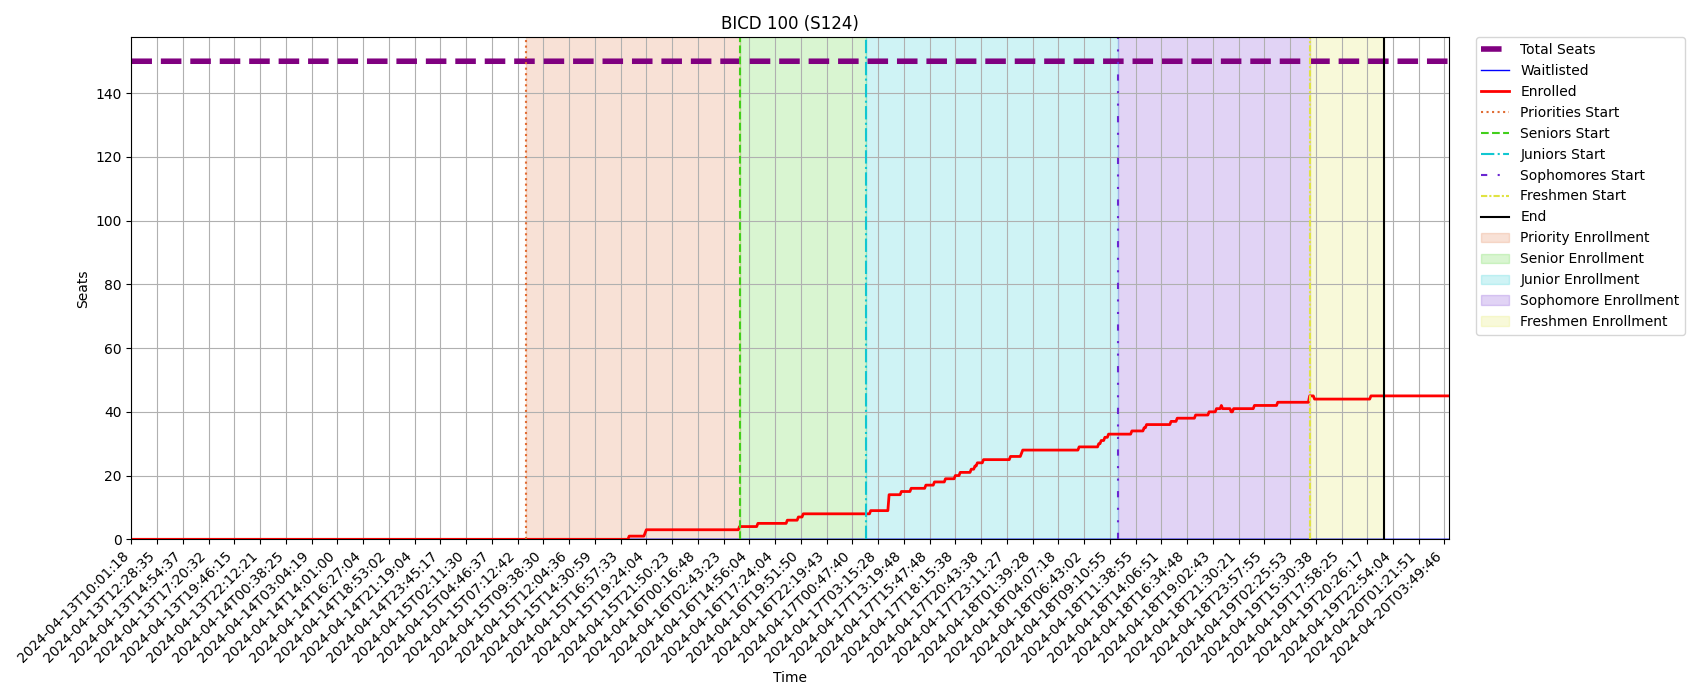 BICD 100 (S124)
Total Seats
Waitlisted
Enrolled
Priorities Start
Seniors Start
Juniors Start
Sophomores Start
Freshmen Start
End
Priority Enrollment
Senior Enrollment
Junior Enrollment
Sophomore Enrollment
Freshmen Enrollment
Seats
140
120
100
80
60
40
20
0
2024-04-13T10:01:18
2024-04-13T12:28:35
2024-04-13T14:54:37
2024-04-13T17:20:32
2024-04-13T19:46:15
2024-04-13T22:12:21
2024-04-14T00:38:25
2024-04-14T03:04:19
2024-04-14T14:01:00
2024-04-14T16:27:04
2024-04-14T18:53:02
2024-04-14T21:19:04
2024-04-14T23:45:17
2024-04-15T02:11:30
2024-04-15T04:46:37
2024-04-15T07:12:42
2024-04-15T09:38:30
2024-04-15T12:04:36
2024-04-15T14:30:59
2024-04-15T16:57:33
2024-04-15T19:24:04
2024-04-15T21:50:23
2024-04-16T00:16:48
2024-04-16T02:43:23
2024-04-16T14:56:04
2024-04-16T17:24:04
2024-04-16T19:51:50
2024-04-16T22:19:43
2024-04-17T00:47:40
2024-04-17T03:15:28
2024-04-17T13:19:48
2024-04-17T15:47:48
2024-04-17T18:15:38
2024-04-17T20:43:38
2024-04-17T23:11:27
2024-04-18T01:39:28
2024-04-18T04:07:18
2024-04-18T06:43:02
2024-04-18T09:10:55
2024-04-18T11:38:55
2024-04-18T14:06:51
2024-04-18T16:34:48
2024-04-18T19:02:43
2024-04-18T21:30:21
2024-04-18T23:57:55
2024-04-19T02:25:53
2024-04-19T15:30:38
2024-04-19T17:58:25
2024-04-19T20:26:17
2024-04-19T22:54:04
2024-04-20T01:21:51
2024-04-20T03:49:46
Time